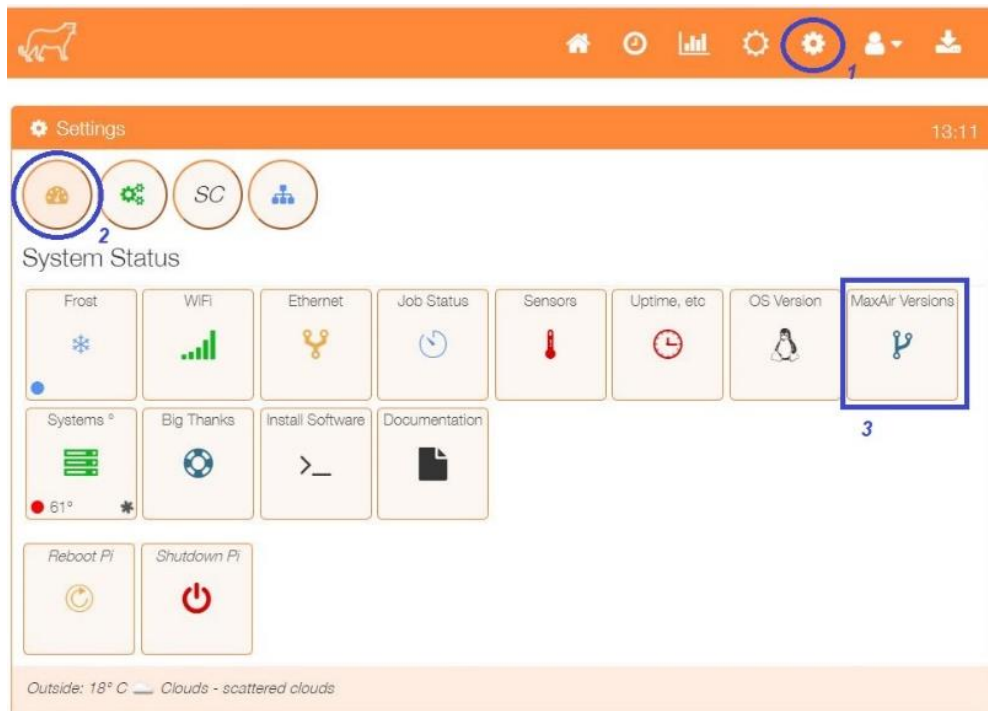 1
Settings
13:11
SC
2
System Status
Frost WiFi Ethernet Job Status Sensors Uptime, etc OS Version MaxAir Versions
3
Systems ° Big Thanks Install Software Documentation
>_
61°
Reboot Pi Shutdown Pi
Outside: 18° C Clouds - scattered clouds